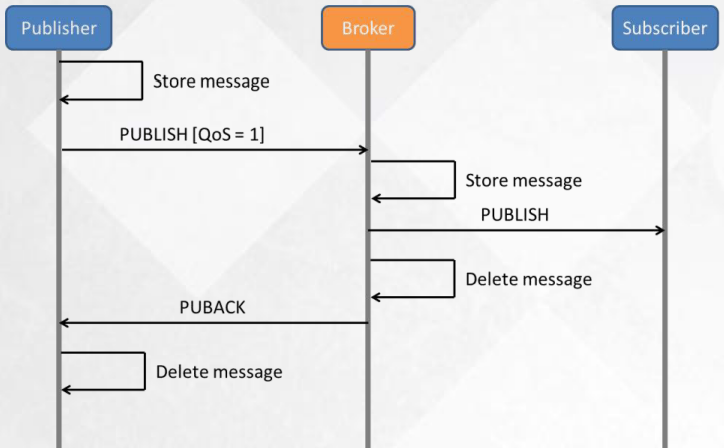 Publisher
Broker
Subscriber
Store message
PUBLISH [QoS = 1]
Store message
PUBLISH
Delete message
PUBACK
Delete message